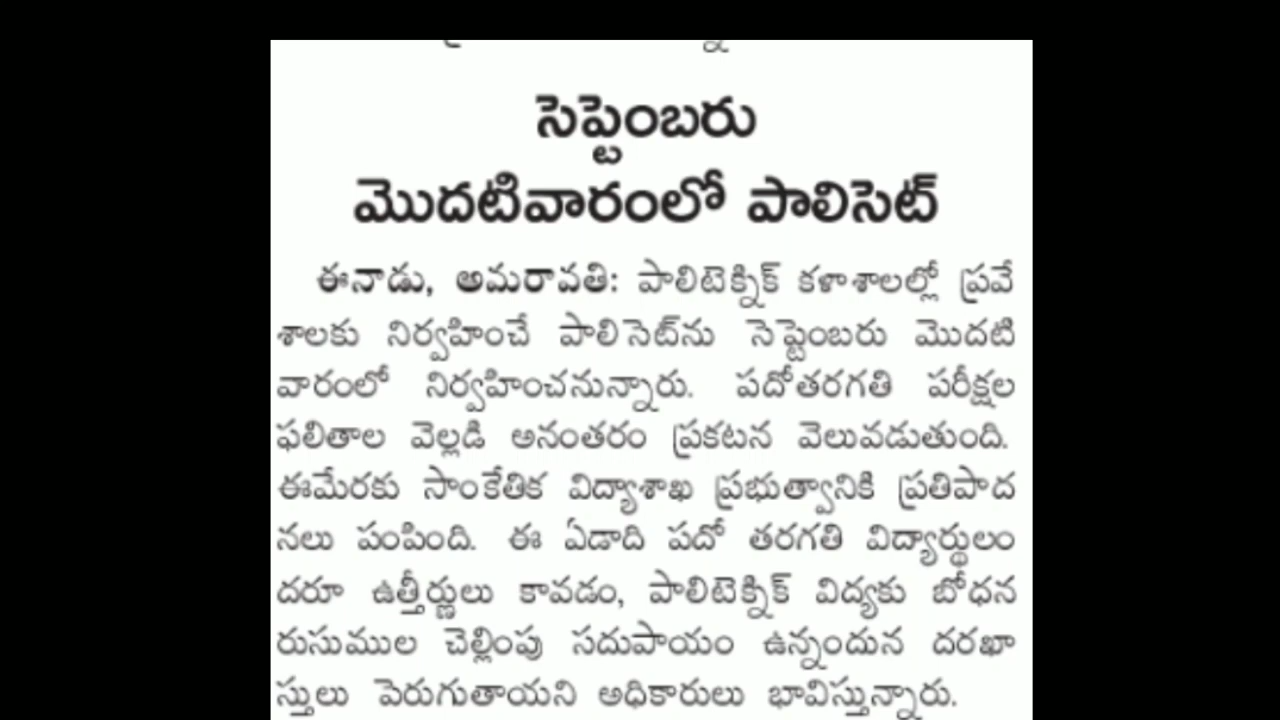 సెప్టెంబరు
మొదటివారంలో పాలిసెట్
ఈనాడు, అమరావతి: పాలిటెక్నిక్ కళాశాలల్లో ప్రవే
శాలకు నిర్వహించే పాలిసెట్‌ను సెప్టెంబరు మొదటి
వారంలో నిర్వహించనున్నారు. పదోతరగతి పరీక్షల
ఫలితాల వెల్లడి అనంతరం ప్రకటన వెలువడుతుంది.
ఈమేరకు సాంకేతిక విద్యాశాఖ ప్రభుత్వానికి ప్రతిపాద
నలు పంపింది. ఈ ఏడాది పదో తరగతి విద్యార్థులం
దరూ ఉత్తీర్ణులు కావడం, పాలిటెక్నిక్ విద్యకు బోధన
రుసుముల చెల్లింపు సదుపాయం ఉన్నందున దరఖా
స్తులు పెరుగుతాయని అధికారులు భావిస్తున్నారు.